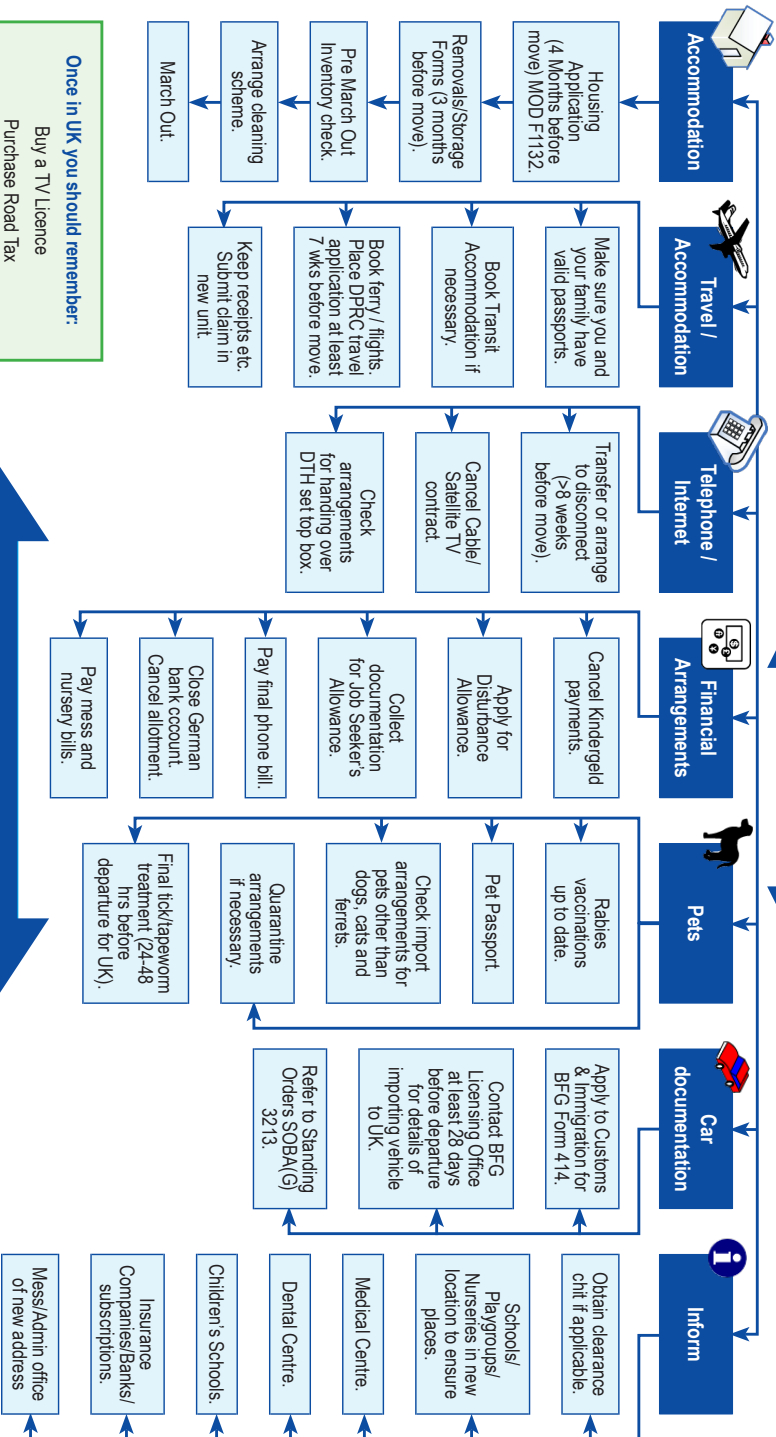 Accommodation
Housing
Application
(4 Months before
move) MOD F1132.
Removals/Storage
Forms (3 months
before move).
Pre March Out
Inventory check.
Arrange cleaning
scheme.
March Out.
Travel /
Accommodation
Make sure you and
your family have
valid passports.
Book Transit
Accommodation if
necessary.
Book ferry / flights.
Place DPRC travel
application at least
7 wks before move.
Keep receipts etc.
Submit claim in
new unit.
Telephone /
Internet
Transfer or arrange
to disconnect
(>8 weeks
before move).
Cancel Cable/
Satellite TV
contract.
Check
arrangements
for handing over
DTH set top box.
Financial
Arrangements
Cancel Kindergeld
payments.
Apply for
Disturbance
Allowance.
Collect
documentation
for Job Seeker's
Allowance.
Pay final phone bill.
Close German
bank cccount.
Cancel allotment.
Pay mess and
nursery bills.
Pets
Rabies
vaccinations
up to date.
Pet Passport.
Check import
arrangements for
pets other than
dogs, cats and
ferrets.
Quarantine
arrangements
if necessary.
Final tick/tapeworm
treatment (24-48
hrs before
departure for UK).
Car
documentation
Apply to Customs
& Immigration for
BFG Form 414.
Contact BFG
Licensing Office
at least 28 days
before departure
for details of
importing vehicle
to UK.
Refer to Standing
Orders SOBA(G)
3213.
i
Inform
Obtain clearance
chit if applicable.
Schools/
Playgroups/
Nurseries in new
location to ensure
places.
Medical Centre.
Dental Centre.
Children's Schools.
Insurance
Companies/Banks/
subscriptions.
Mess/Admin office
of new address
Once in UK you should remember:
Buy a TV Licence
Purchase Road Tax